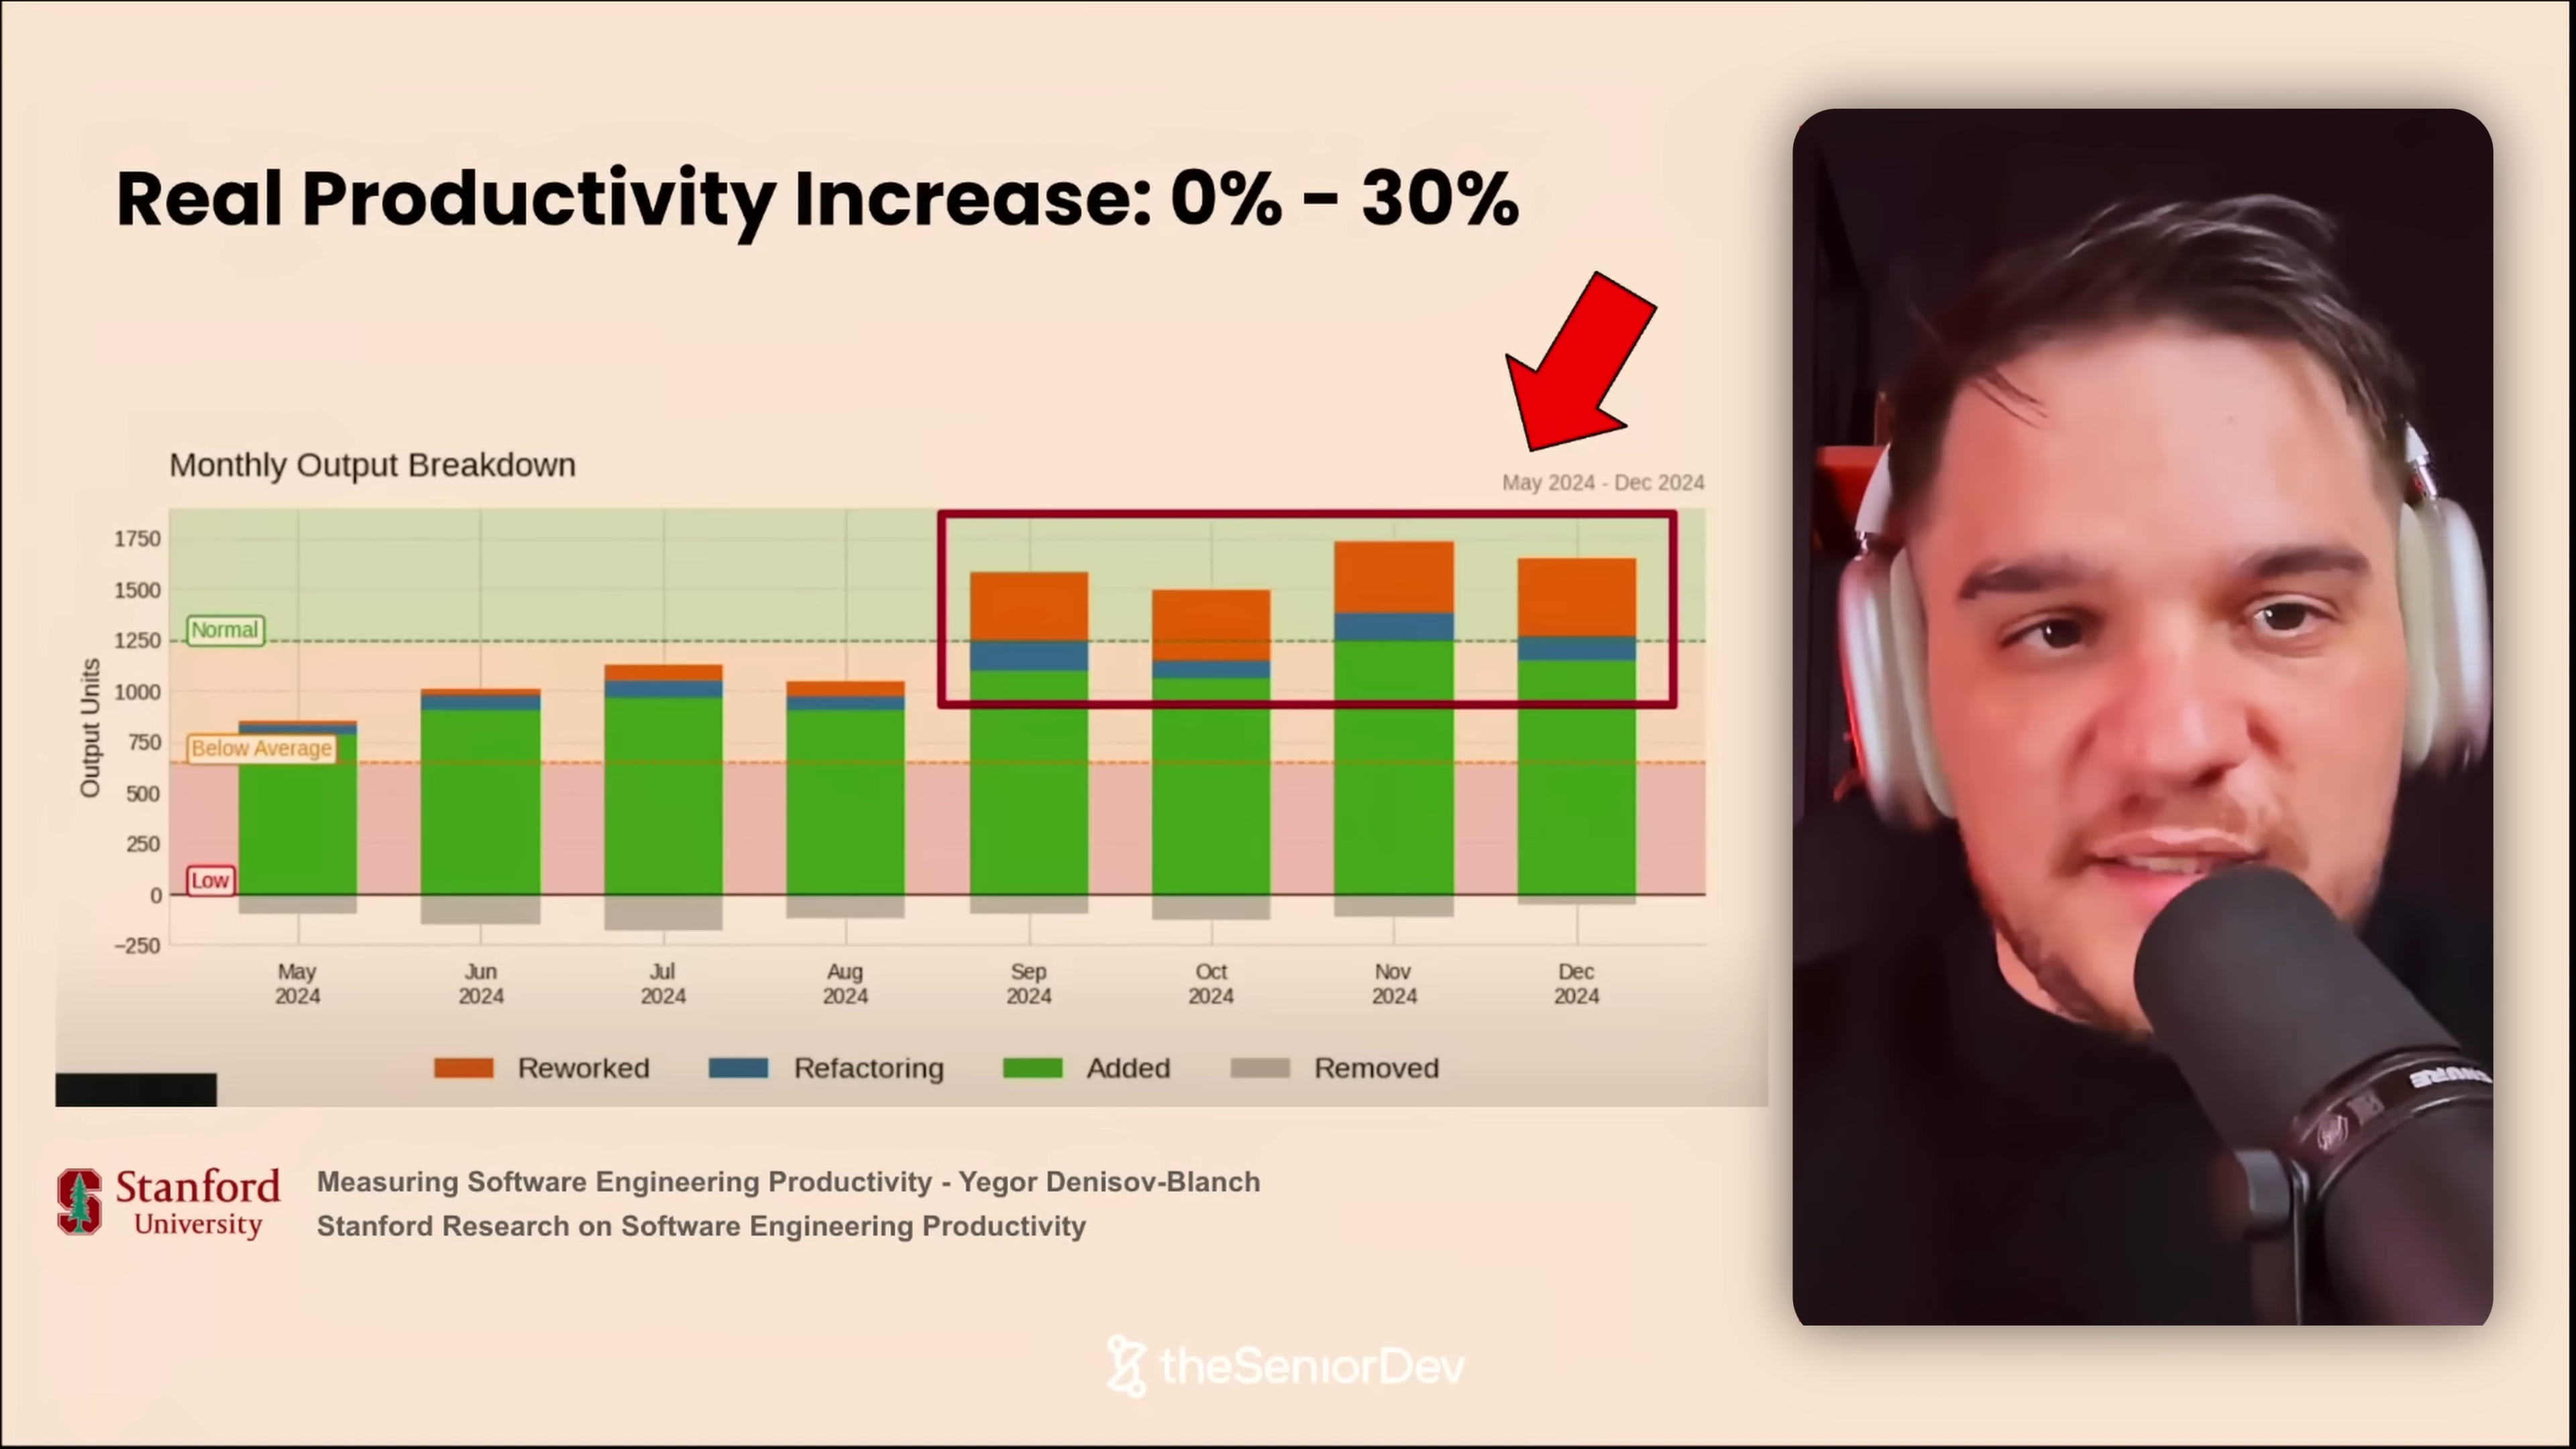 Real Productivity Increase: 0% - 30%
Monthly Output Breakdown
May 2024 - Dec 2024
Output Units
1750
1500
1250
1000
750
500
250
0
−250
Normal
Below Average
Low
May 2024
Jun 2024
Jul 2024
Aug 2024
Sep 2024
Oct 2024
Nov 2024
Dec 2024
Reworked
Refactoring
Added
Removed
Stanford
University
Measuring Software Engineering Productivity - Yegor Denisov-Blanch
Stanford Research on Software Engineering Productivity
theSeniorDev